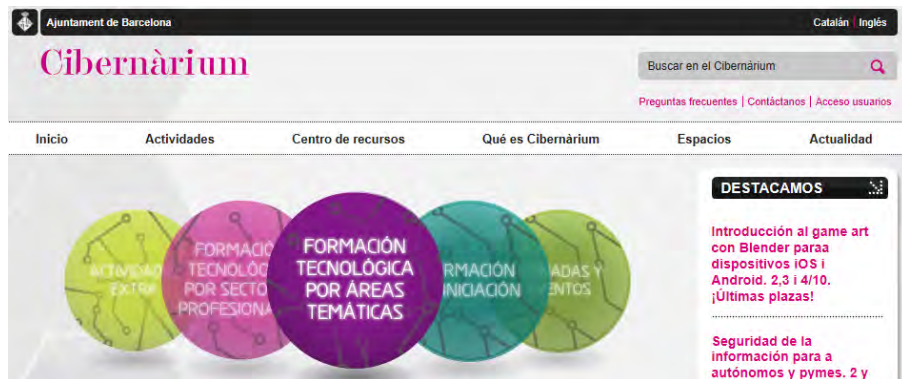 Ajuntament de Barcelona
Catalán | Inglés
Cibernàrium
Buscar en el Cibernàrium
Preguntas frecuentes | Contáctanos | Acceso usuarios
Inicio Actividades Centro de recursos Qué es Cibernàrium Espacios Actualidad
FORMACIÓN
TECNOLÓGICA
POR ÁREAS
TEMÁTICAS
DESTACAMOS
Introducción al game art
con Blender paraa
dispositivos iOS i
Android. 2,3 i 4/10.
¡Últimas plazas!
Seguridad de la
información para a
autónomos y pymes. 2 y